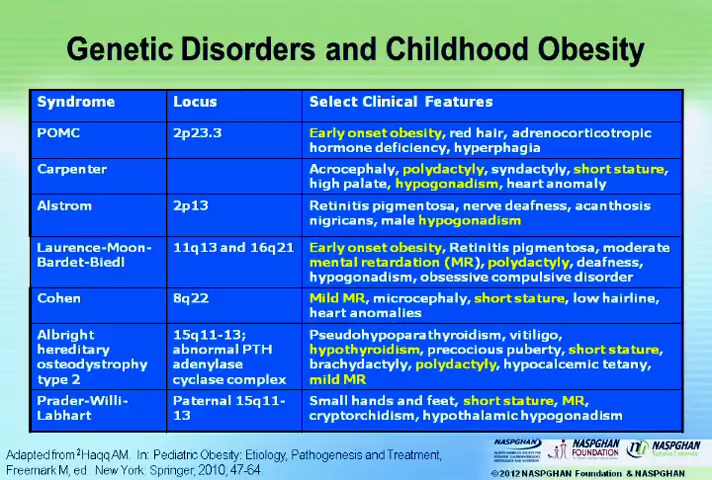 Genetic Disorders and Childhood Obesity
Syndrome Locus Select Clinical Features
POMC 2p23.3 Early onset obesity, red hair, adrenocorticotropic
hormone deficiency, hyperphagia
Carpenter Acrocephaly, polydactyly, syndactyly, short stature,
high palate, hypogonadism, heart anomaly
Alstrom 2p13 Retinitis pigmentosa, nerve deafness, acanthosis
nigricans, male hypogonadism
Laurence-Moon- 11q13 and 16q21 Early onset obesity, Retinitis pigmentosa, moderate
Bardet-Biedl mental retardation (MR), polydactyly, deafness,
hypogonadism, obsessive compulsive disorder
Cohen 8q22 Mild MR, microcephaly, short stature, low hairline,
heart anomalies
Albright 15q11-13; Pseudohypoparathyroidism, vitiligo,
hereditary abnormal PTH hypothyroidism, precocious puberty, short stature,
osteodystrophy adenylase brachydactyly, polydactyly, hypocalcemic tetany,
type 2 cyclase complex mild MR
Prader-Willi- Paternal 15q11- Small hands and feet, short stature, MR,
Labhart 13 cryptorchidism, hypothalamic hypogonadism
Adapted from 2Haqq AM. In: Pediatric Obesity: Etiology, Pathogenesis and Treatment,
Freemark M, ed. New York: Springer, 2010, 47-64.
NASPGHAN
NASPGHAN
FOUNDATION
NASPGHAN
©2012 NASPGHAN Foundation & NASPGHAN